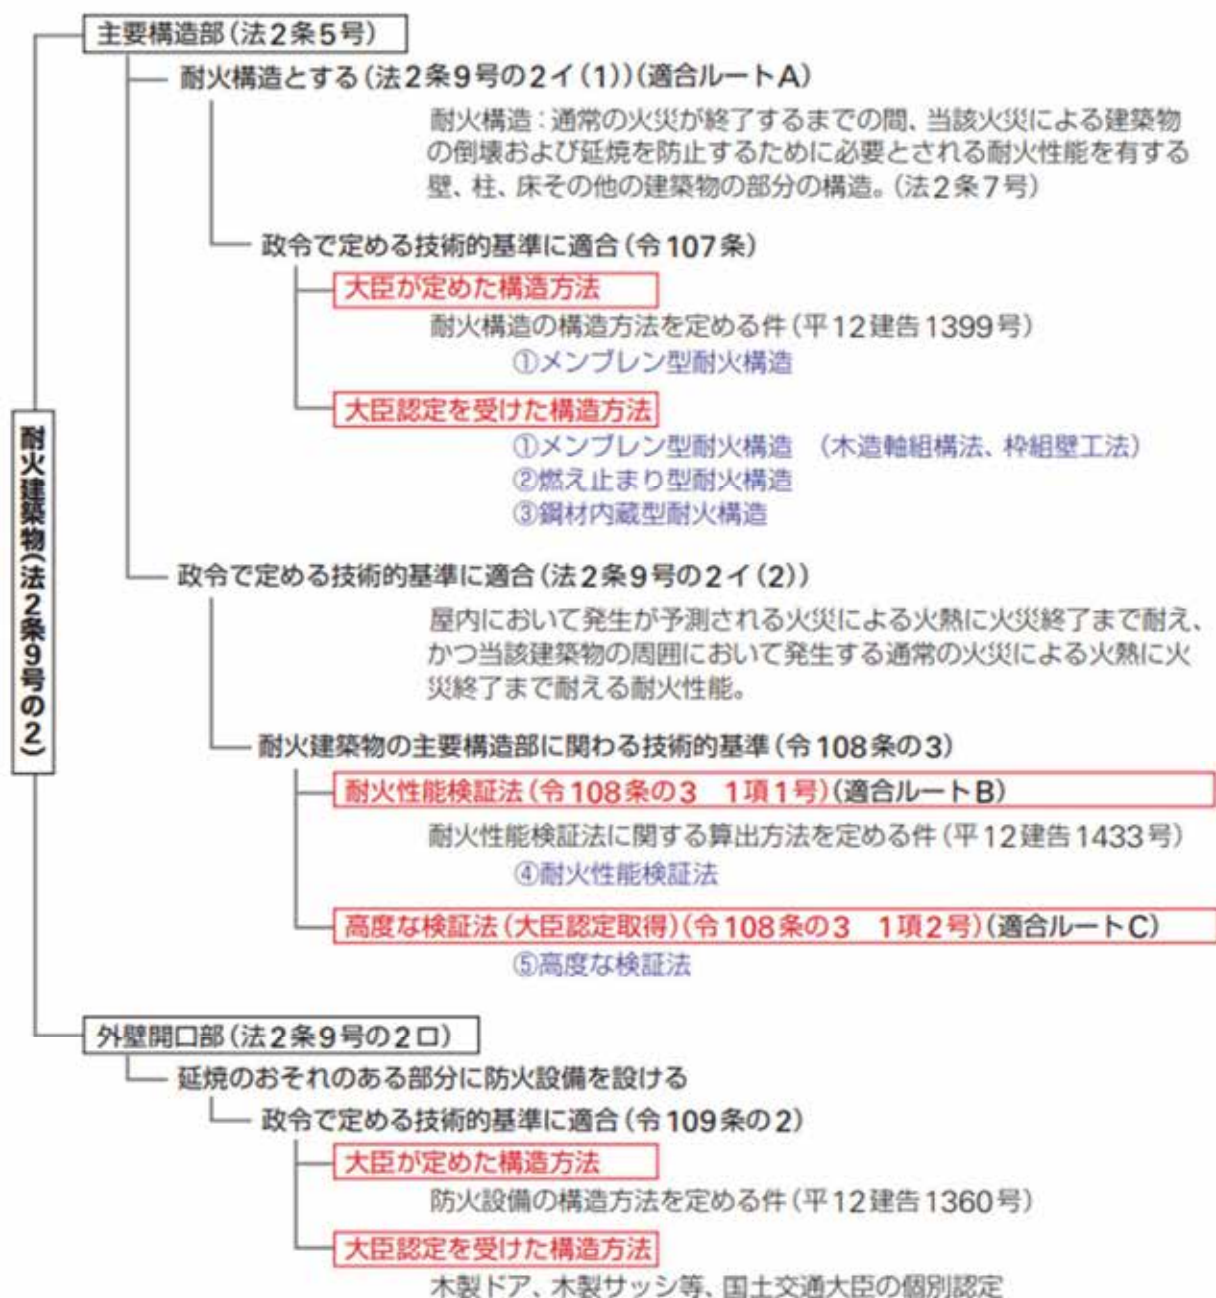 主要構造部(法2条5号)
耐火構造とする(法2条9号の2イ(1))(適合ルートA)
耐火構造:通常の火災が終了するまでの間、当該火災による建築物
の倒壊および延焼を防止するために必要とされる耐火性能を有する
壁、柱、床その他の建築物の部分の構造。(法2条7号)
政令で定める技術的基準に適合(令107条)
大臣が定めた構造方法
耐火構造の構造方法を定める件(平12建告1399号)
①メンブレン型耐火構造
大臣認定を受けた構造方法
①メンブレン型耐火構造 (木造軸組構法、枠組壁工法)
②燃え止まり型耐火構造
③鋼材内蔵型耐火構造
耐火建築物(法2条9号の2)
政令で定める技術的基準に適合(法2条9号の2イ(2))
屋内において発生が予測される火災による火熱に火災終了まで耐え、
かつ当該建築物の周囲において発生する通常の火災による火熱に火
災終了まで耐える耐火性能。
耐火建築物の主要構造部に関わる技術的基準(令108条の3)
耐火性能検証法(令108条の3 1項1号)(適合ルートB)
耐火性能検証法に関する算出方法を定める件(平12建告1433号)
④耐火性能検証法
高度な検証法(大臣認定取得)(令108条の3 1項2号)(適合ルートC)
⑤高度な検証法
外壁開口部(法2条9号の2ロ)
延焼のおそれのある部分に防火設備を設ける
政令で定める技術的基準に適合(令109条の2)
大臣が定めた構造方法
防火設備の構造方法を定める件(平12建告1360号)
大臣認定を受けた構造方法
木製ドア、木製サッシ等、国土交通大臣の個別認定